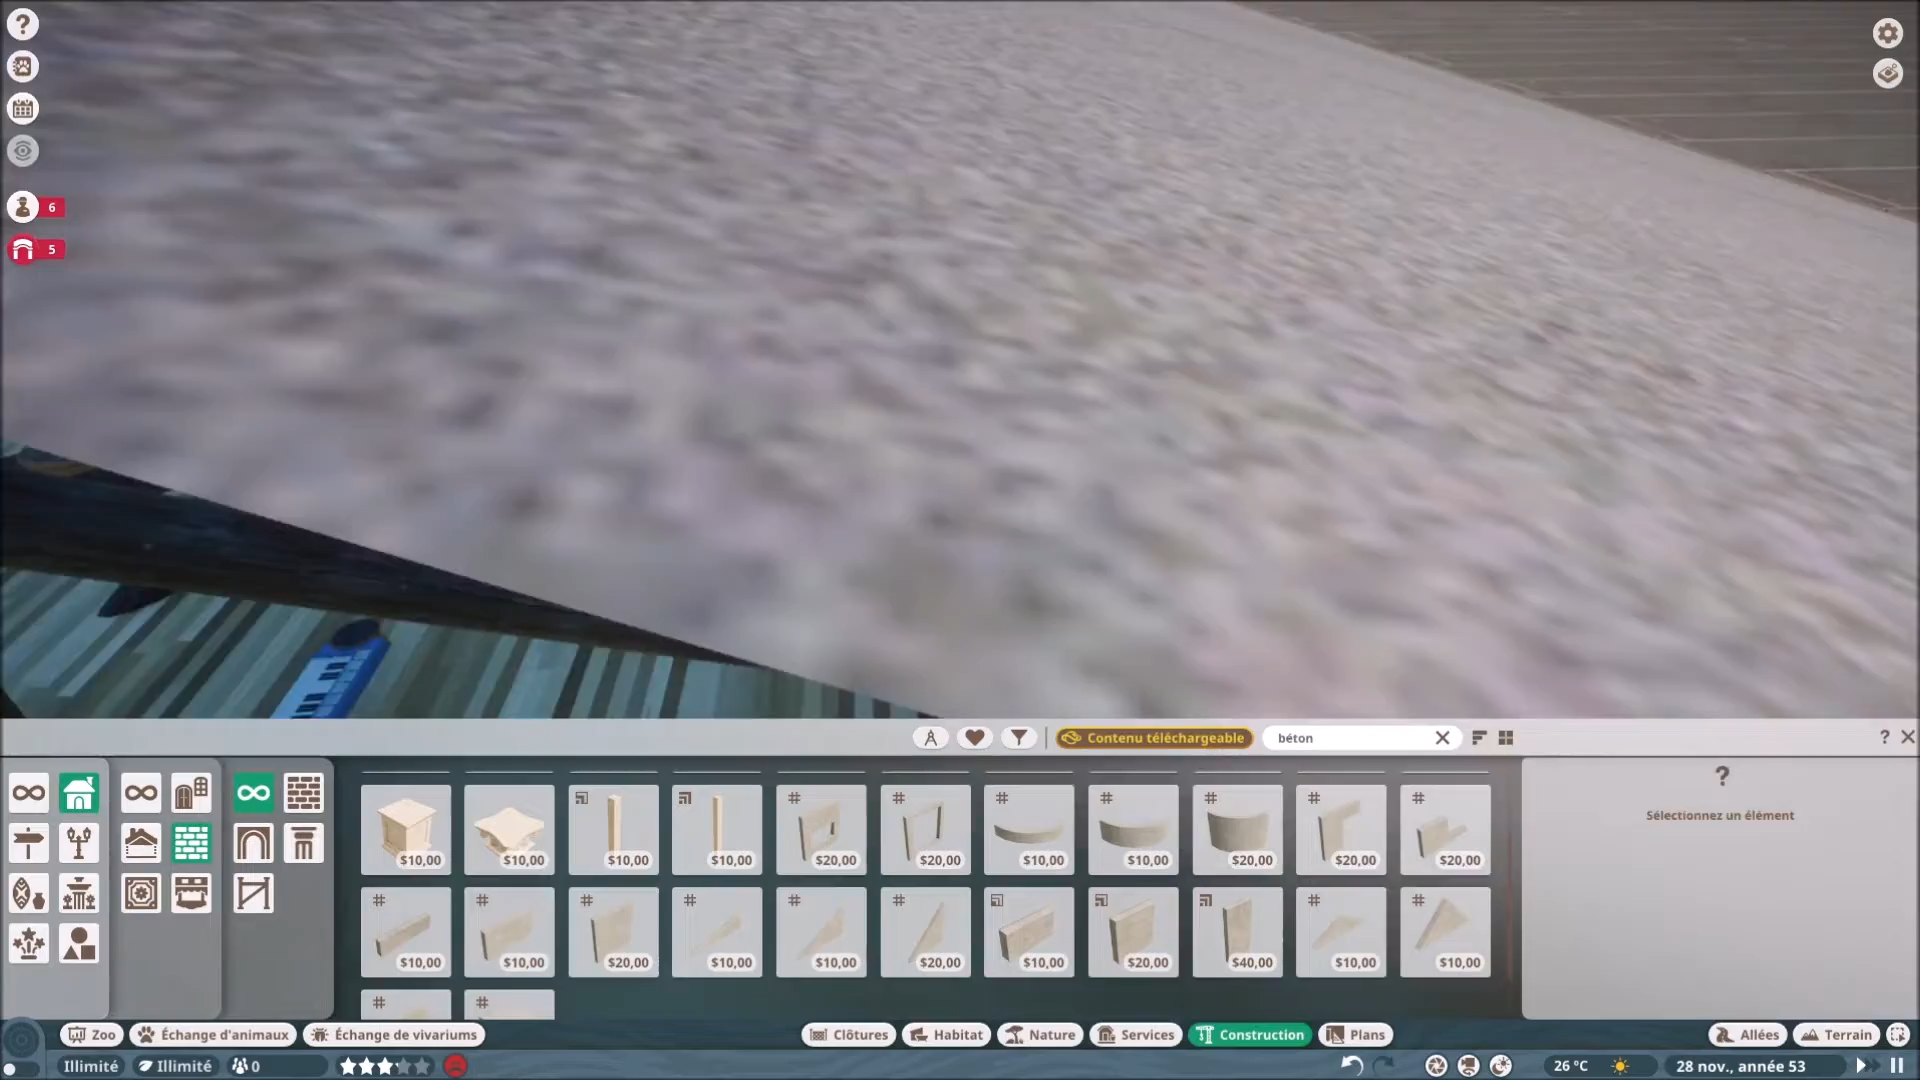 ?
6
5
Contenu téléchargeable
béton
?
?
Sélectionnez un élément
$10,00 $10,00 $10,00 $10,00 $20,00 $20,00 $10,00 $10,00 $20,00 $20,00 $20,00
$10,00 $10,00 $20,00 $10,00 $10,00 $20,00 $10,00 $20,00 $40,00 $10,00 $10,00
Zoo Échange d'animaux Échange de vivariums Clôtures Habitat Nature Services Construction Plans Allées Terrain
Illimité Illimité 0 26 °C 28 nov., année 53